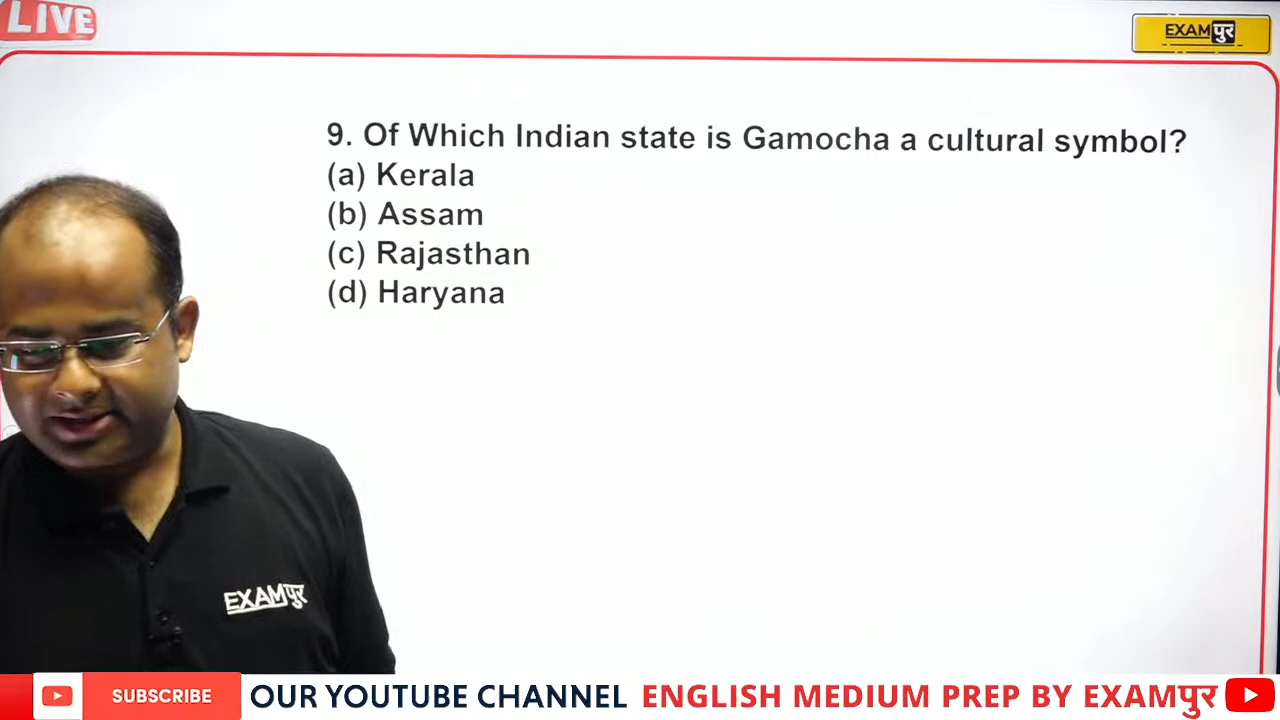 LIVE
EXAMपुर
9. Of Which Indian state is Gamocha a cultural symbol?
(a) Kerala
(b) Assam
(c) Rajasthan
(d) Haryana
EXAMपुर
SUBSCRIBE OUR YOUTUBE CHANNEL ENGLISH MEDIUM PREP BY EXAMपुर